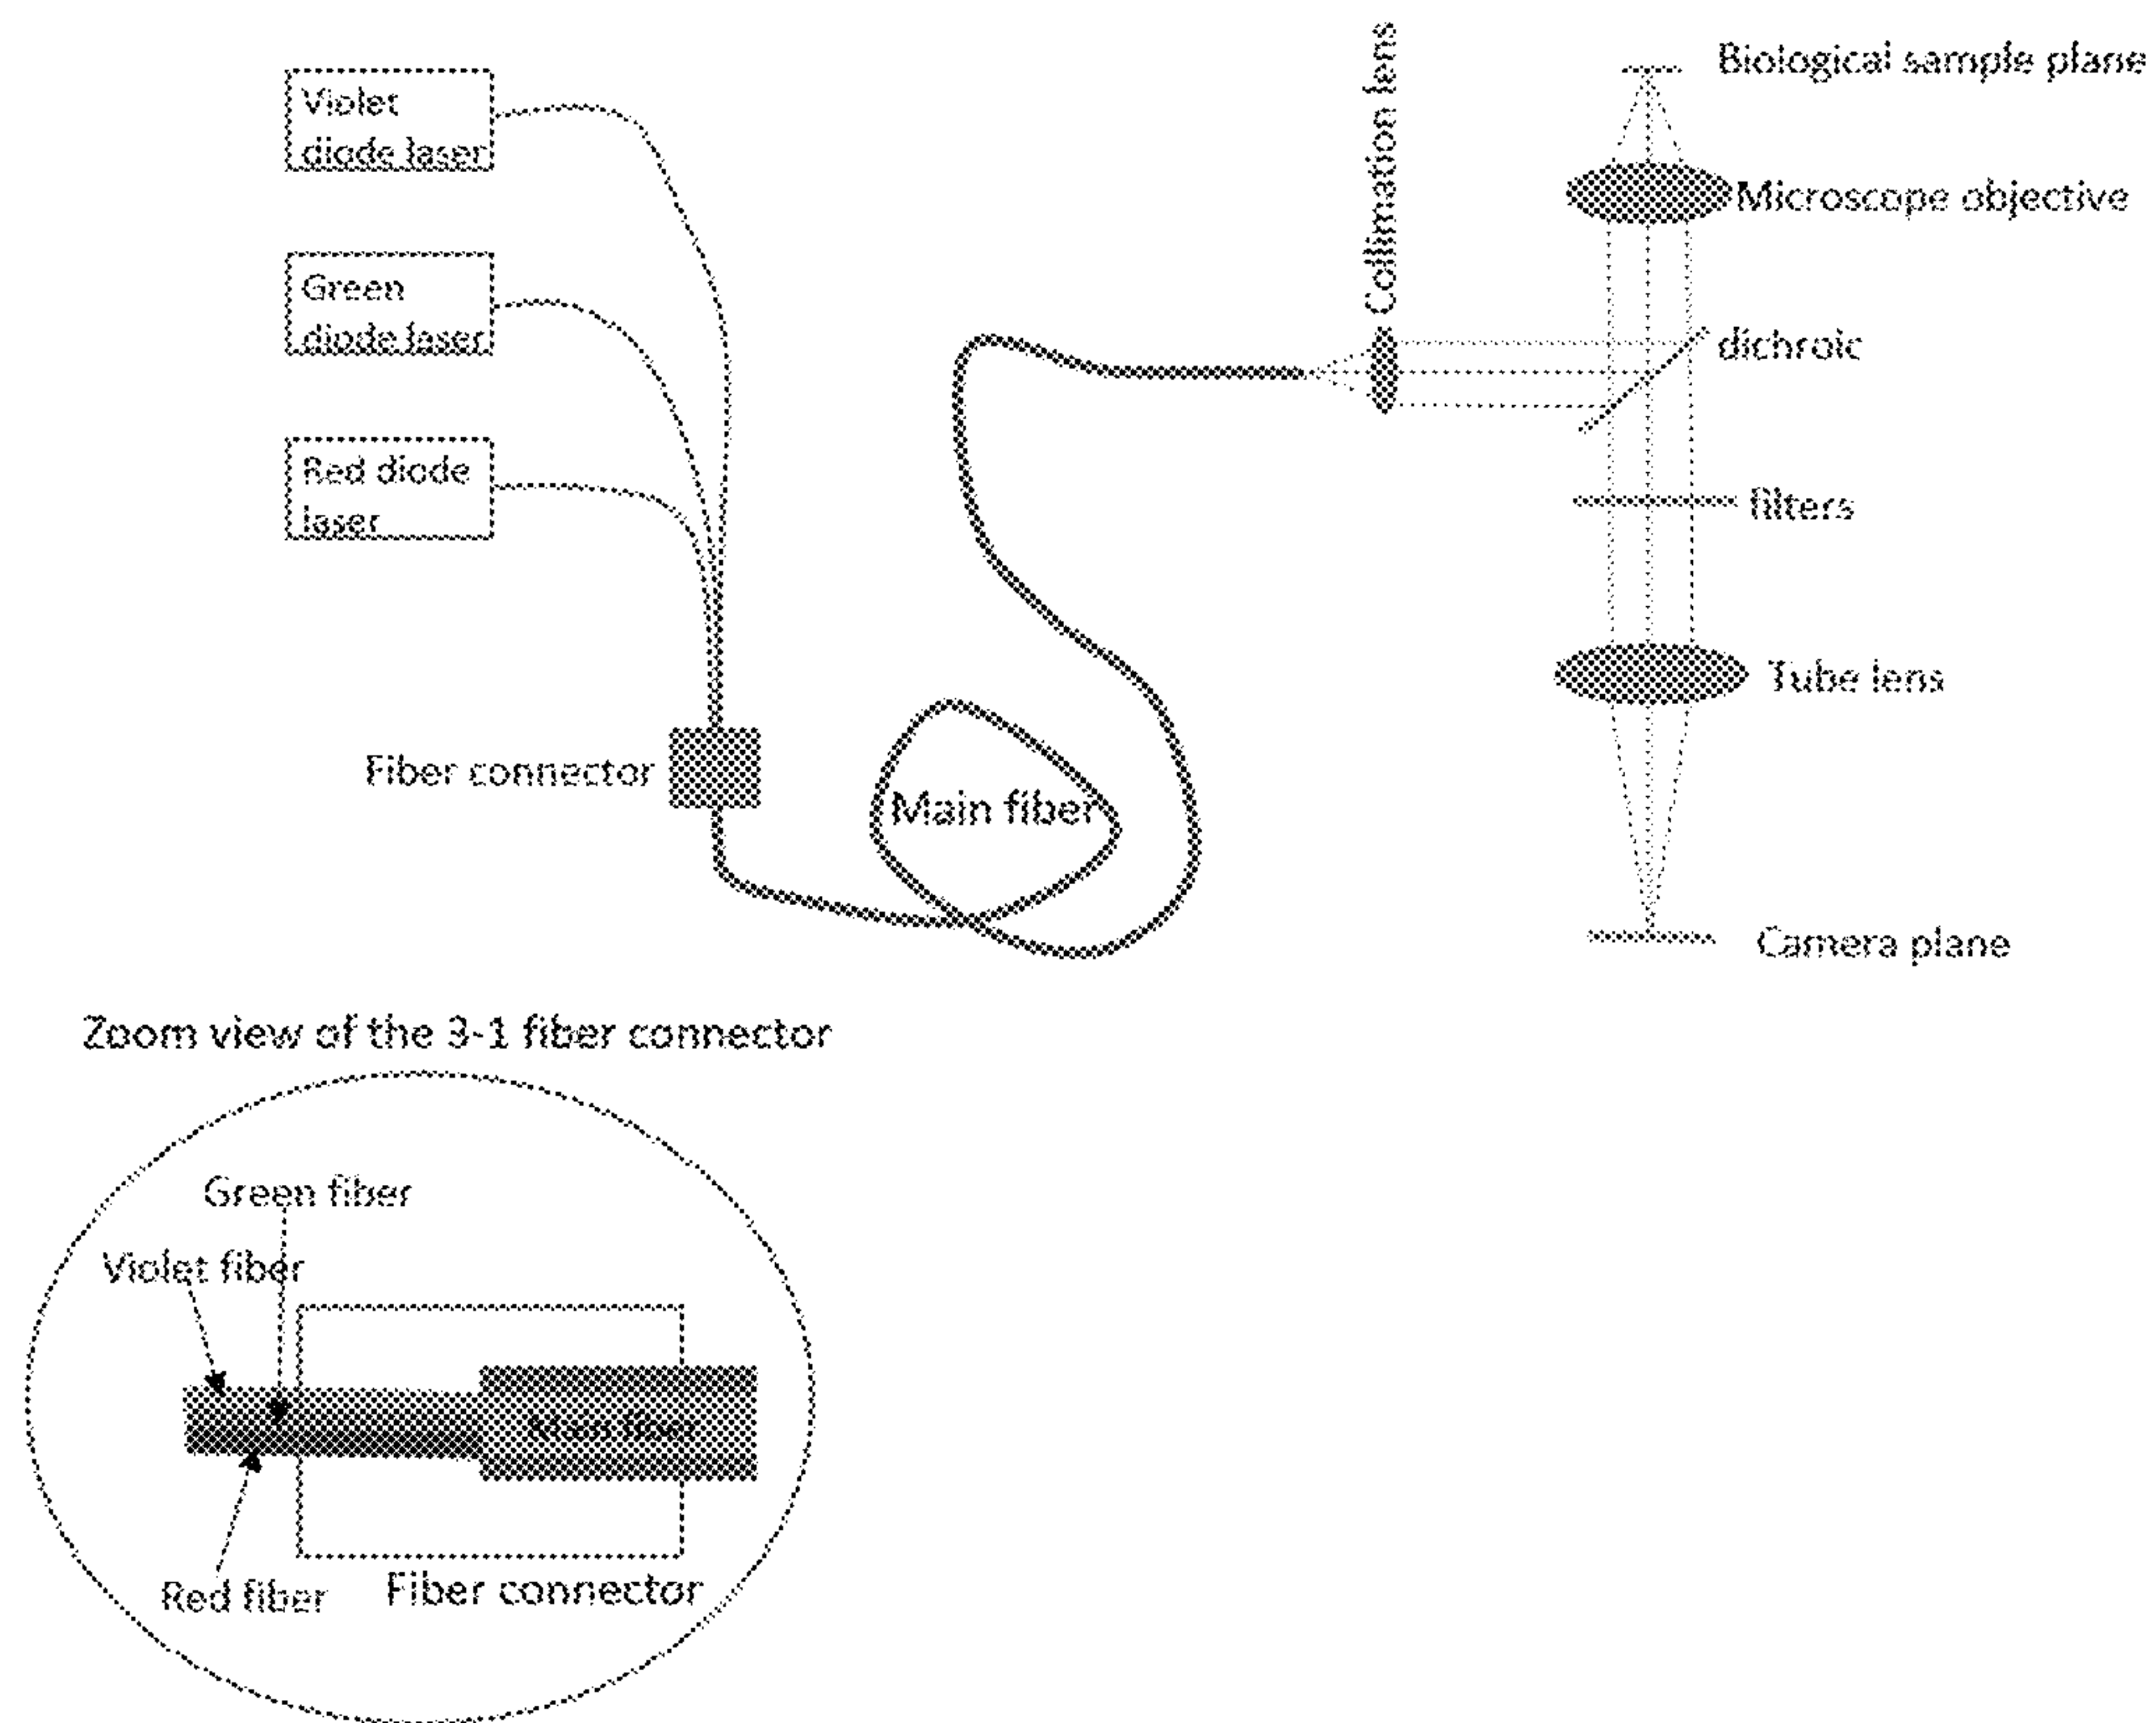 Biological sample plane
Violet
diode laser
Collimation lens
Microscope objective
Green
diode laser
dichroic
Red diode
laser
filters
Tube lens
Fiber connector
Main fiber
Camera plane
Zoom view of the 3-1 fiber connector
Green fiber
Violet fiber
Main fiber
Red fiber
Fiber connector